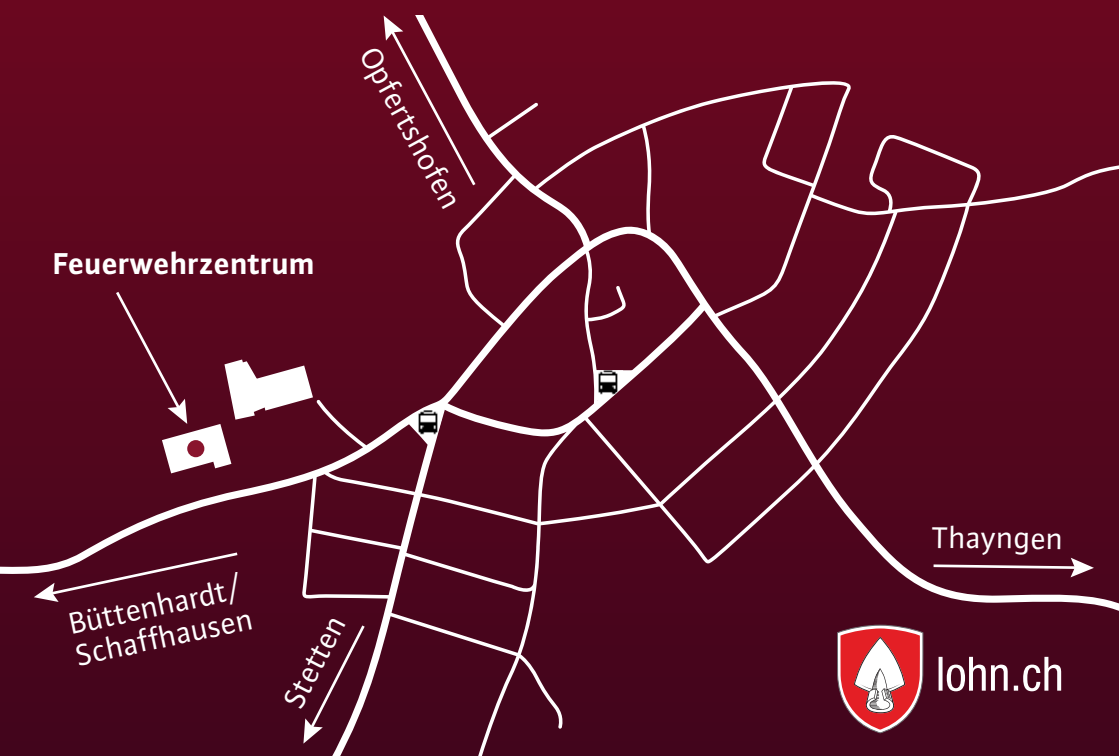 Opfertshofen
Feuerwehrzentrum
Thayngen
Büttenhardt/
Schaffhausen
Stetten
lohn.ch